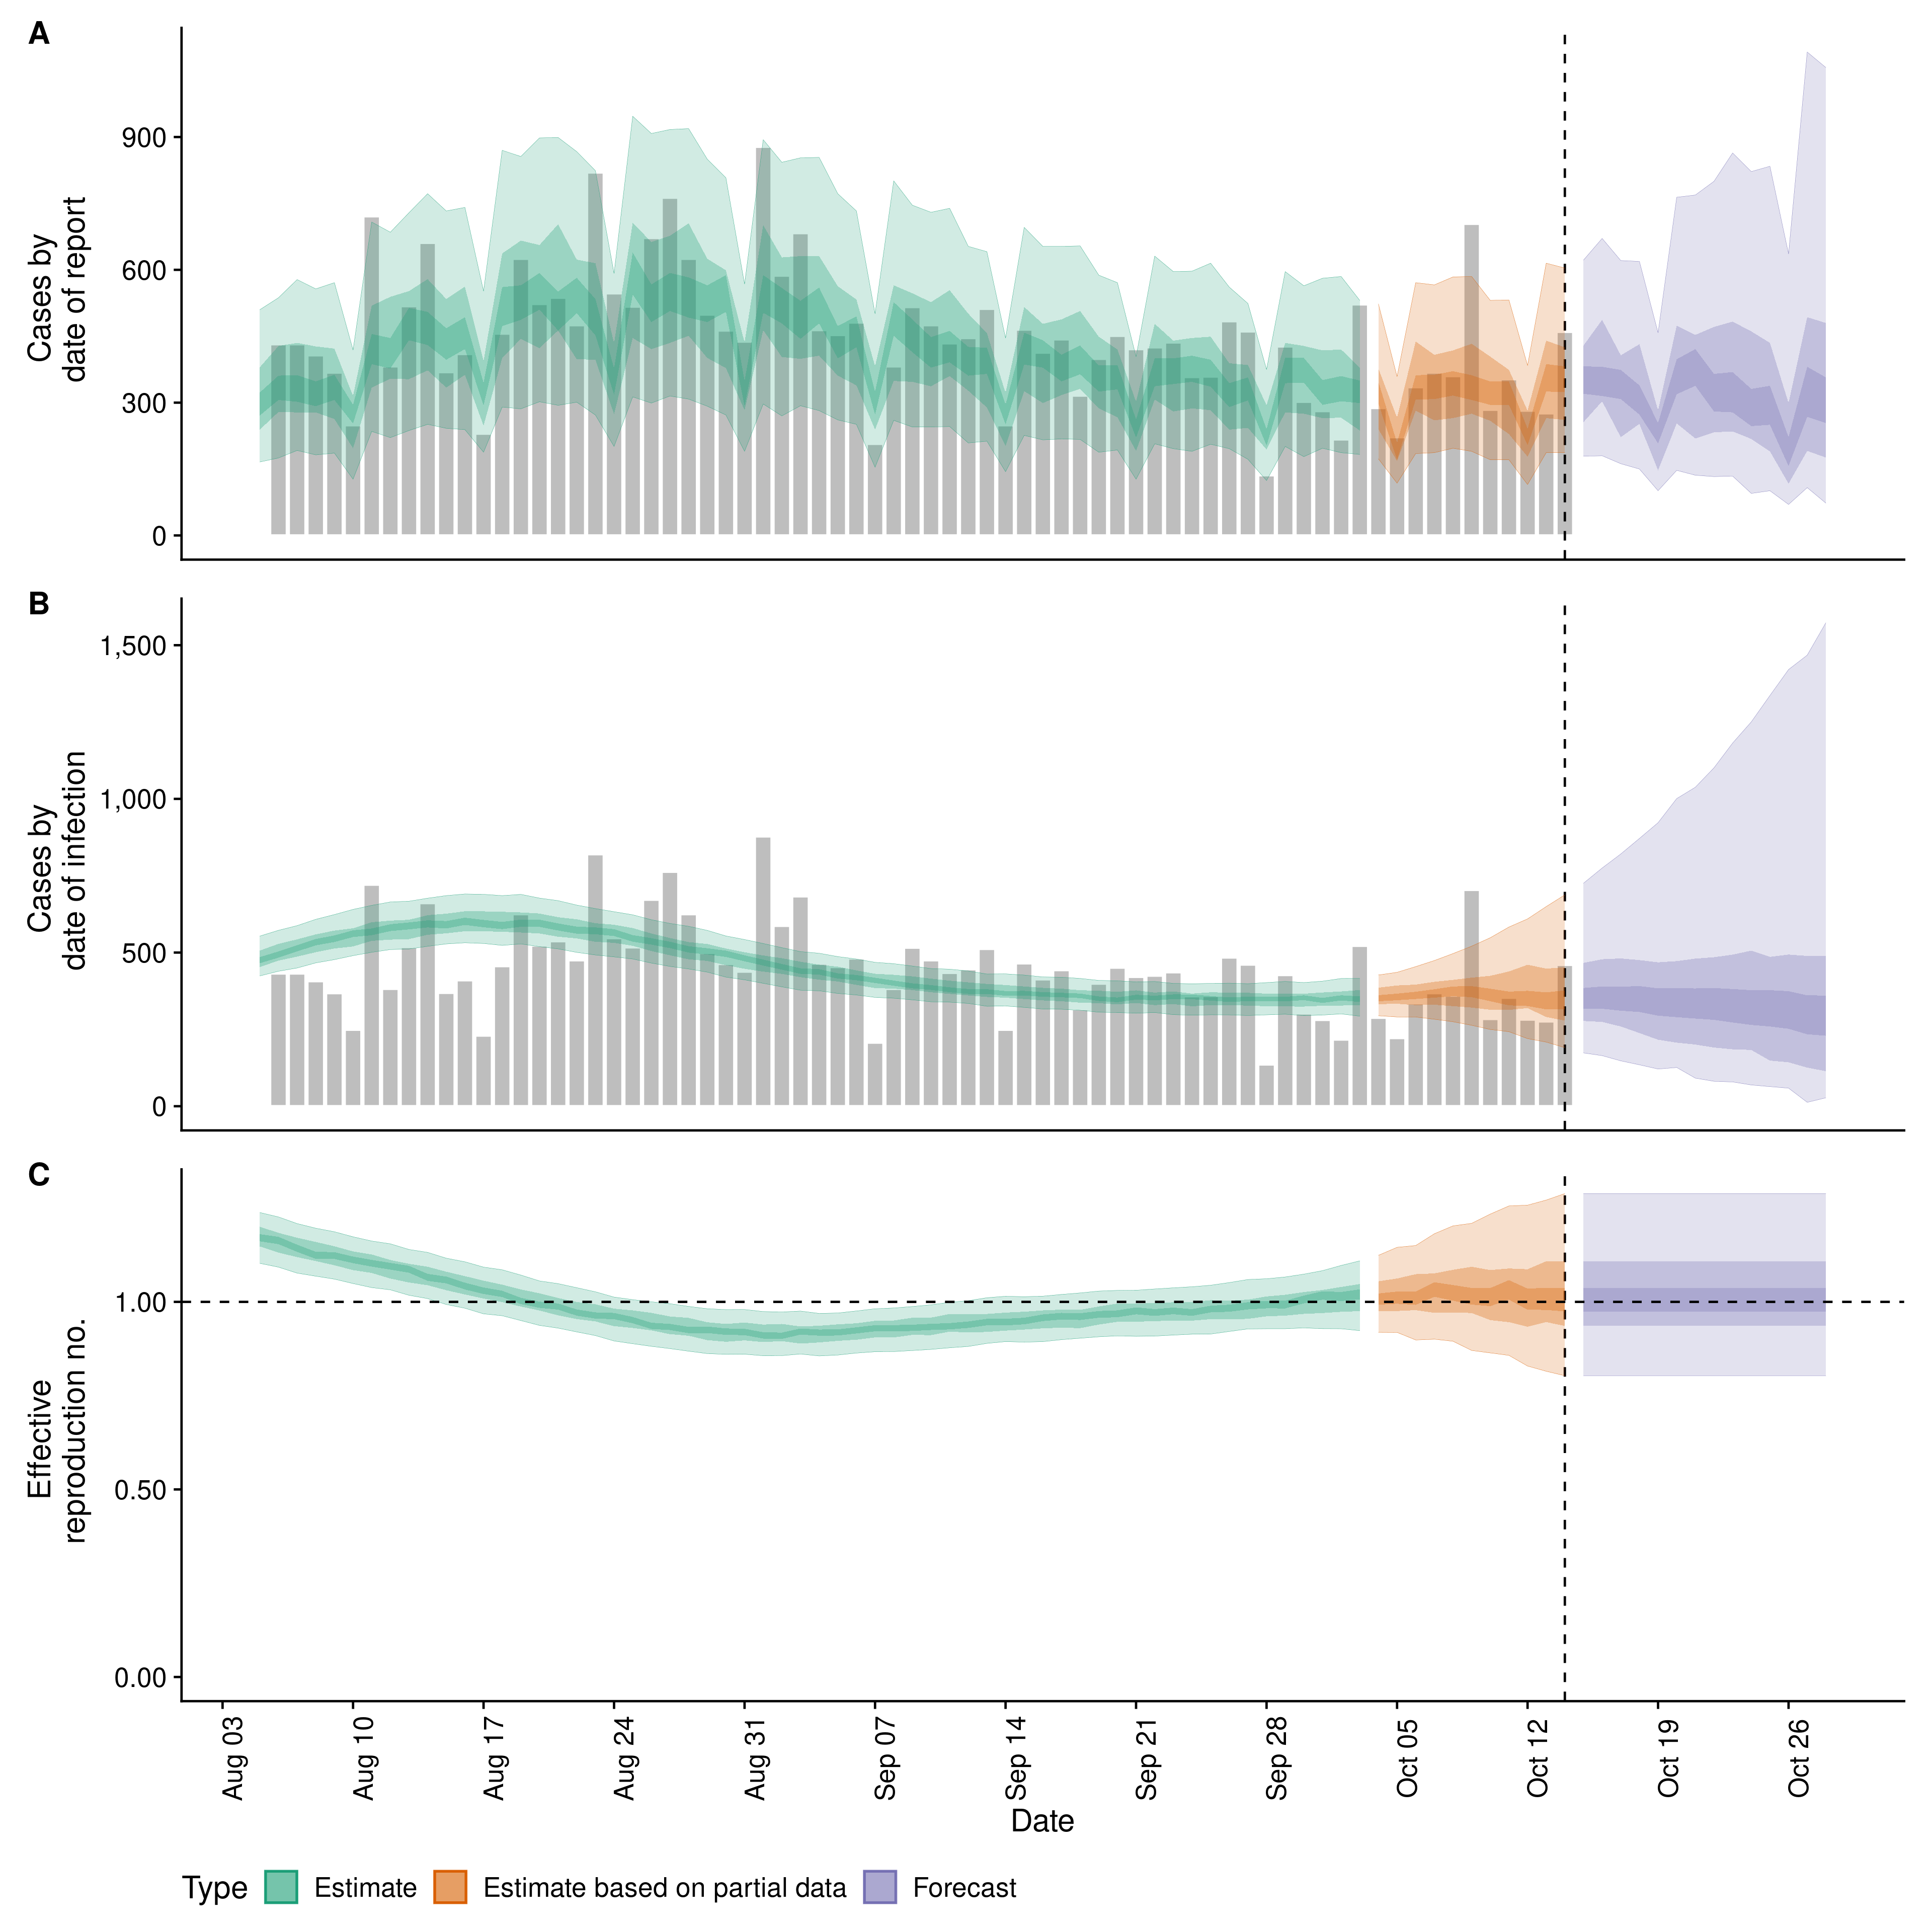 A
Cases by
date of report
900
600
300
0
B
Cases by
date of infection
1,500
1,000
500
0
C
Effective
reproduction no.
1.00
0.50
0.00
Aug 03
Aug 10
Aug 17
Aug 24
Aug 31
Sep 07
Sep 14
Sep 21
Sep 28
Oct 05
Oct 12
Oct 19
Oct 26
Date
Type Estimate Estimate based on partial data Forecast